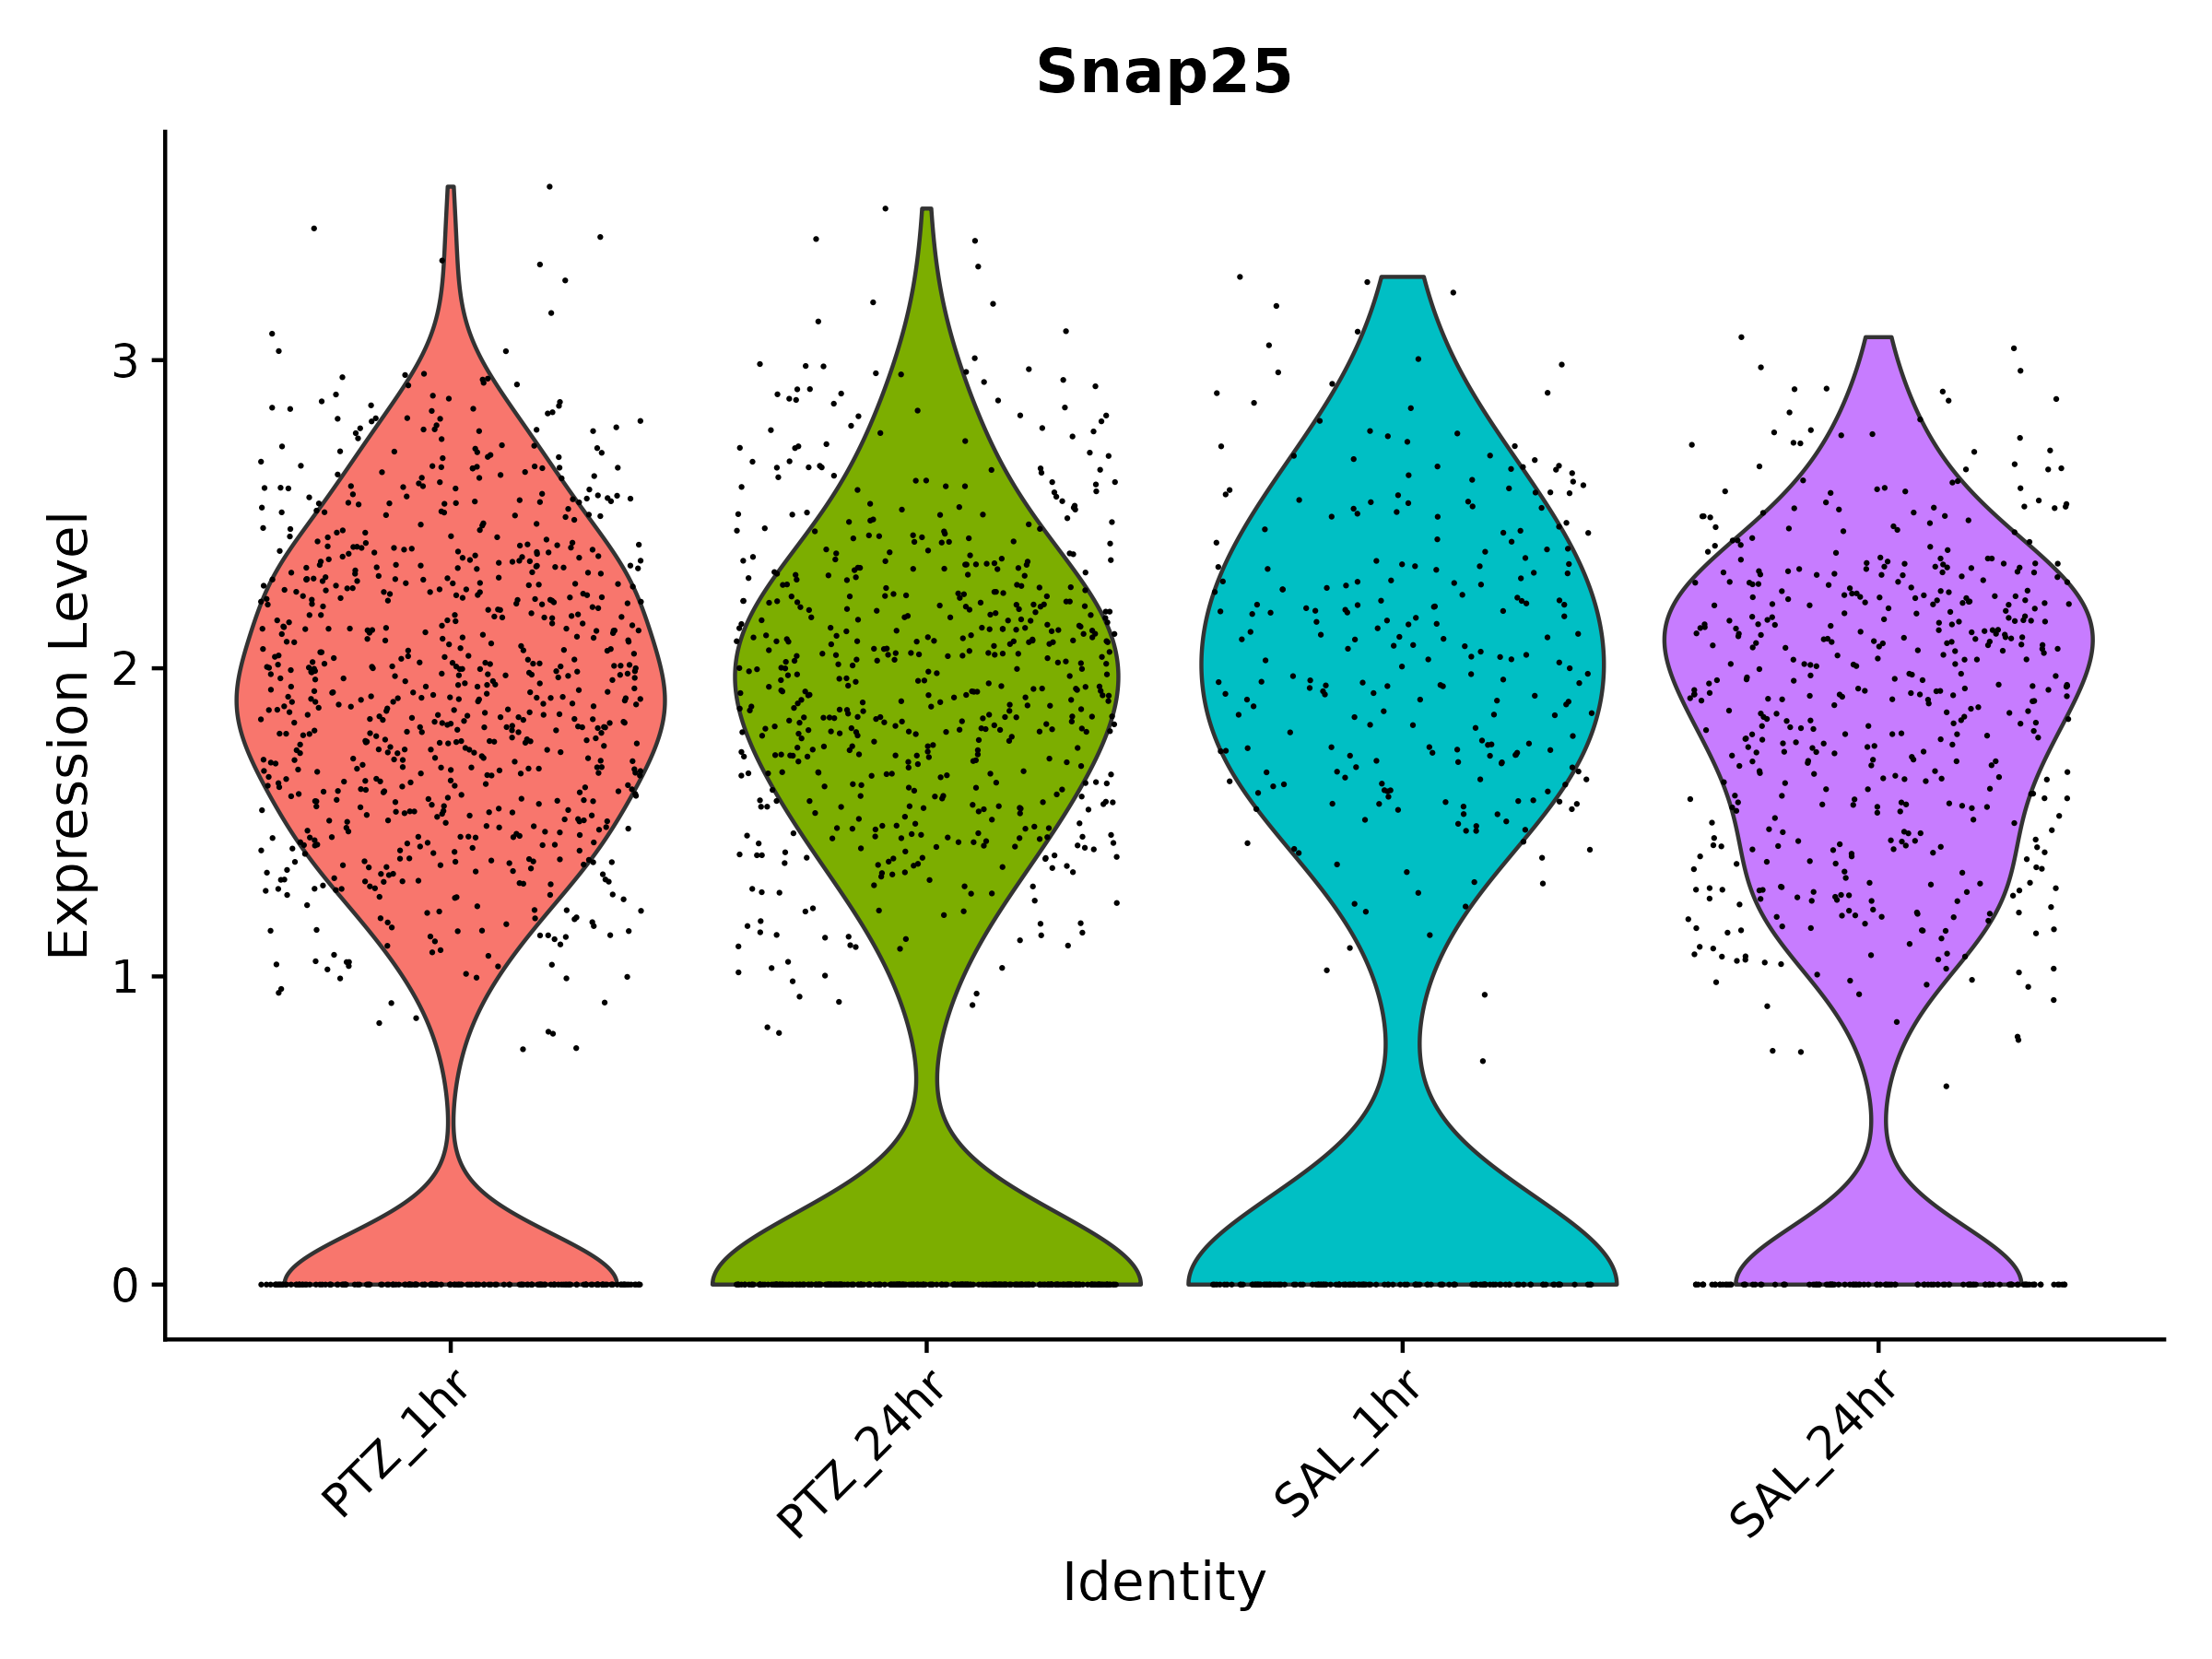 Snap25
Expression Level
3
2
1
0
PTZ_1hr
PTZ_24hr
SAL_1hr
SAL_24hr
Identity